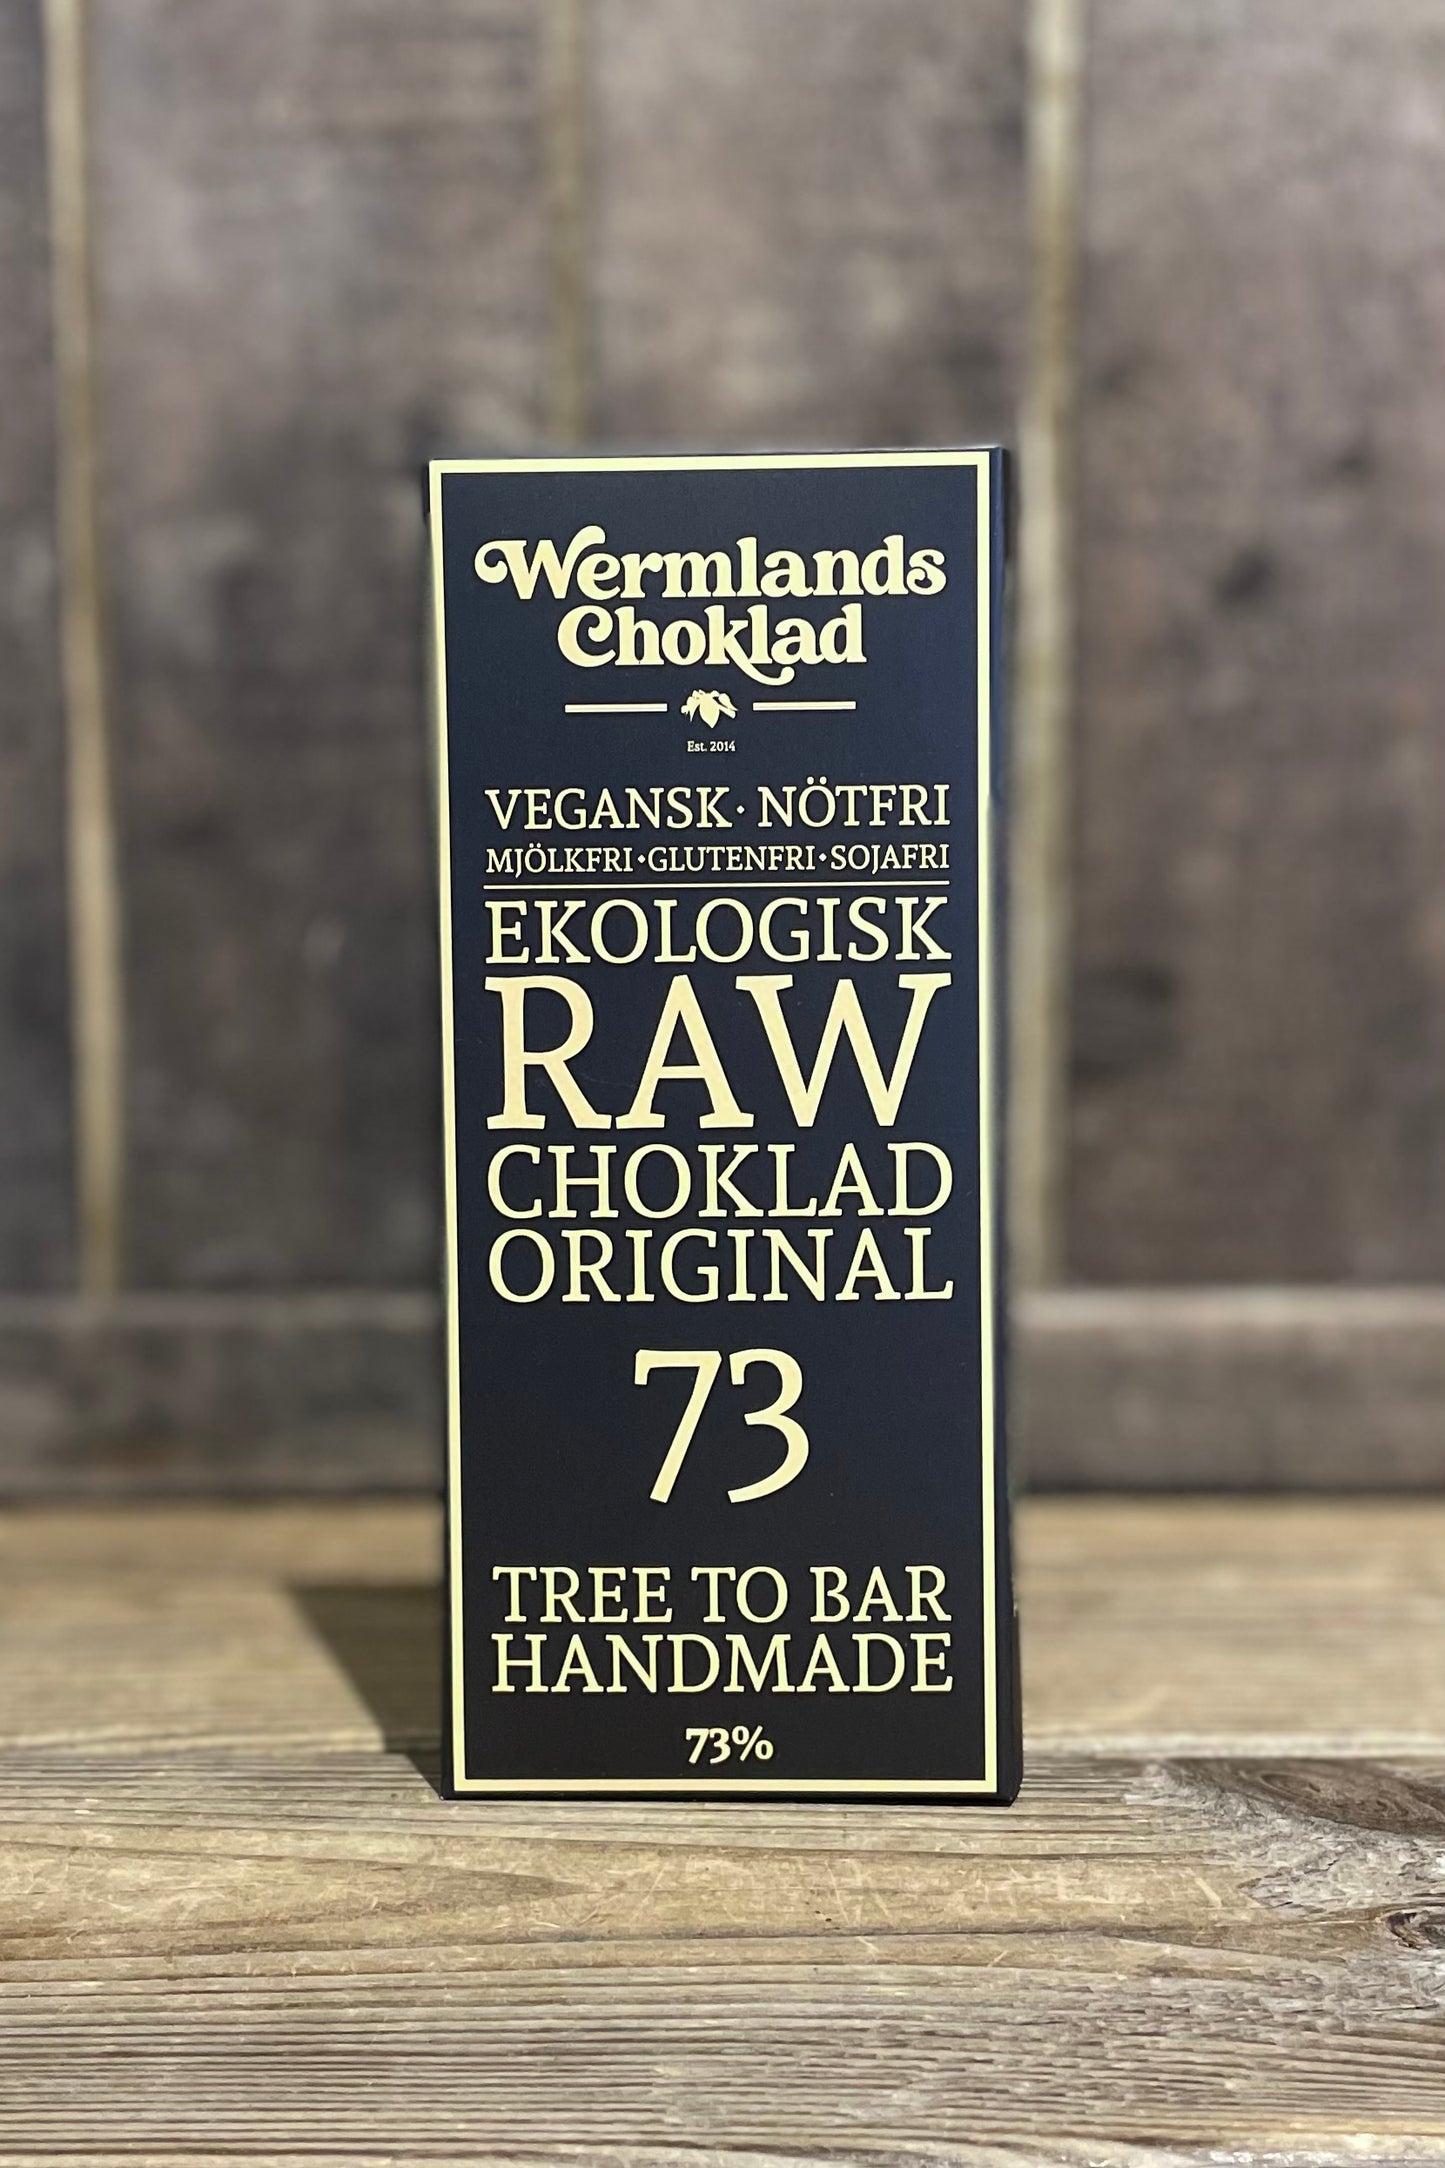 Wermlands
Choklad
Est. 2014
VEGANSK · NÖTFRI
MJÖLKFRI · GLUTENFRI · SOJAFRI
EKOLOGISK
RAW
CHOKLAD
ORIGINAL
73
TREE TO BAR
HANDMADE
73%